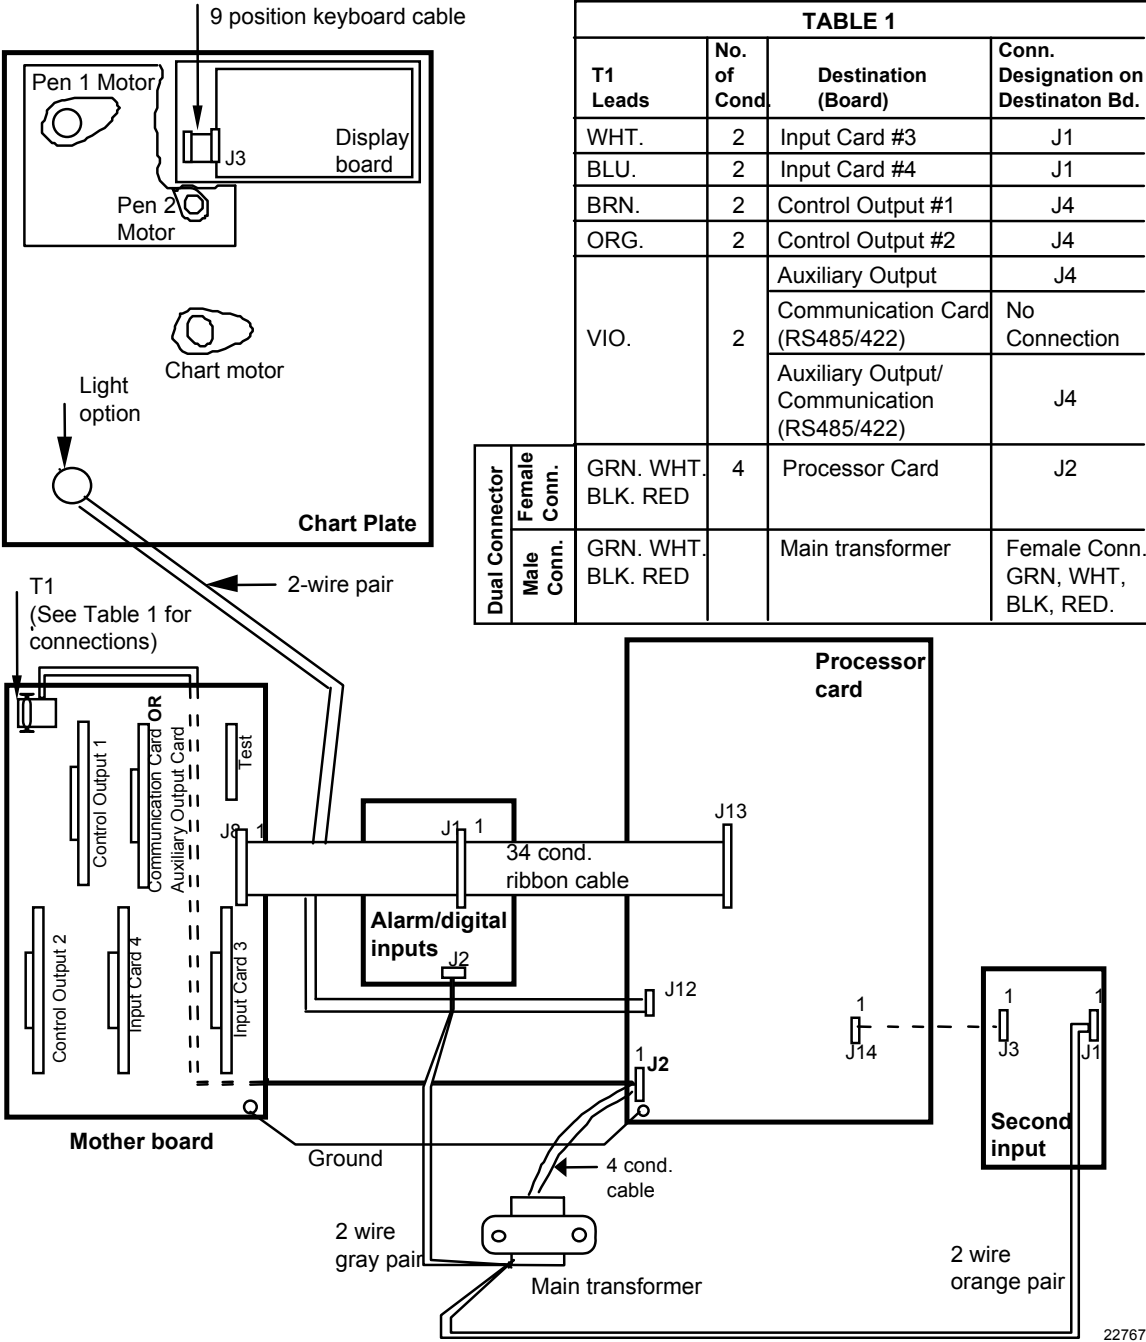 9 position keyboard cable
Pen 1 Motor
J3
Display
board
Pen 2
Motor
Chart motor
Light
option
Chart Plate
2-wire pair
TABLE 1
T1
Leads
No.
of
Cond.
Destination
(Board)
Conn.
Designation on
Destinaton Bd.
WHT. 2 Input Card #3 J1
BLU. 2 Input Card #4 J1
BRN. 2 Control Output #1 J4
ORG. 2 Control Output #2 J4
VIO. 2
Auxiliary Output J4
Communication Card No
(RS485/422) Connection
Auxiliary Output/
Communication J4
(RS485/422)
Dual Connector
Female
Conn.
GRN. WHT. 4 Processor Card J2
BLK. RED
Male
Conn.
GRN. WHT. Main transformer Female Conn.
BLK. RED GRN, WHT,
BLK, RED.
T1
(See Table 1 for
connections)
Control Output 1
Communication Card OR
Auxiliary Output Card
Test
J8 1
Control Output 2
Input Card 4
Input Card 3
Mother board
Ground
J1 1
34 cond.
ribbon cable
Alarm/digital
inputs
J2
Processor
card
J13
J12
1
J14
1
J2
1
J3
1
J1
Second
input
4 cond.
cable
2 wire
gray pair
Main transformer
2 wire
orange pair
22767